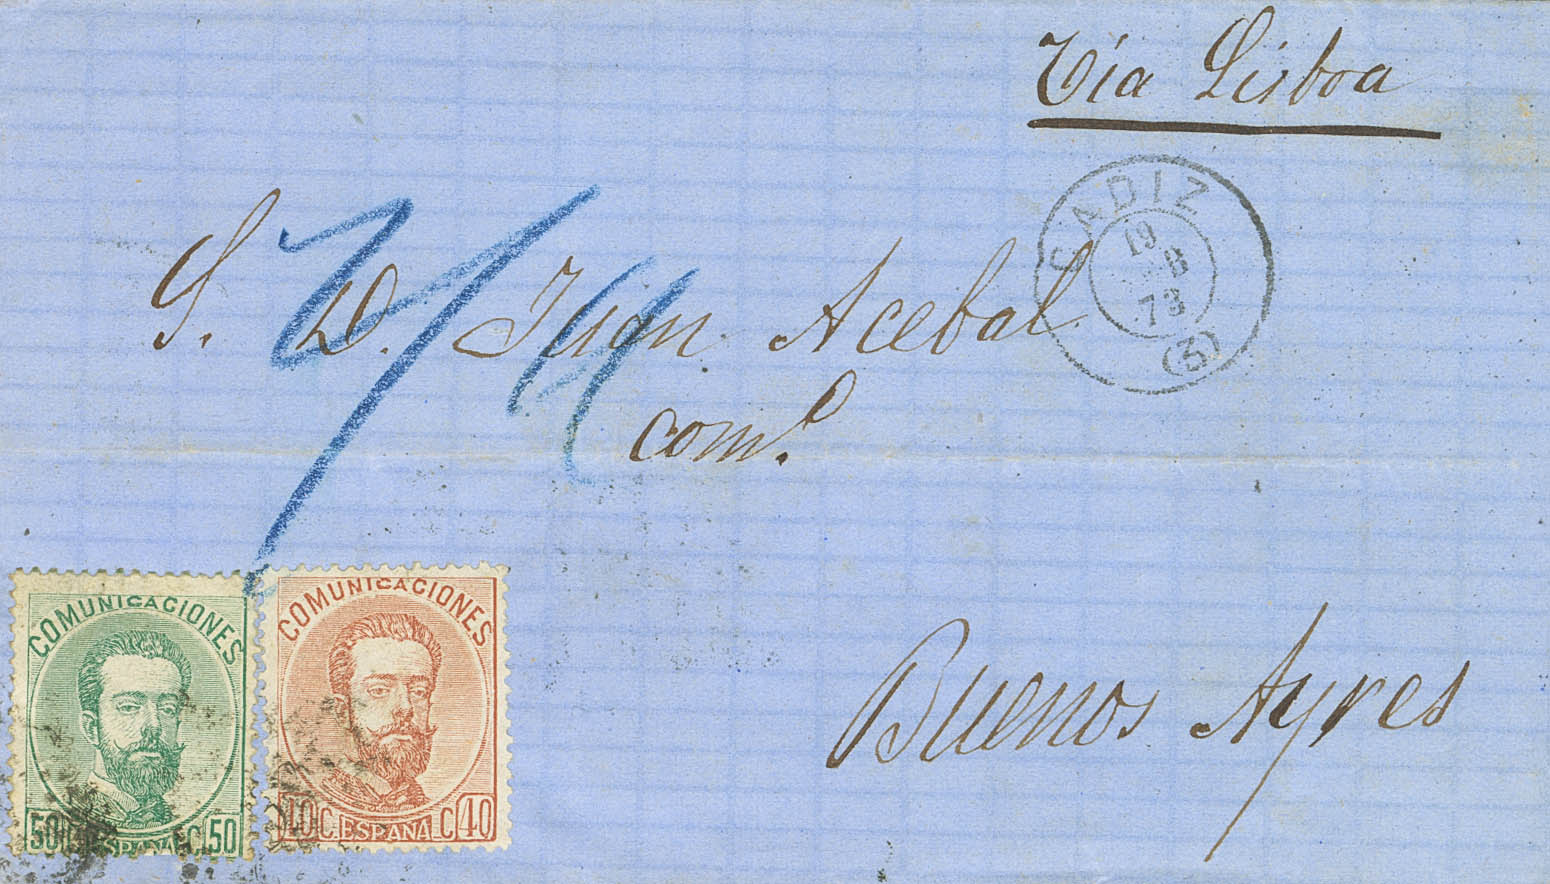 Via Lisboa
CADIZ
19
73
(3)
S. D. Juan Acebal
com.
Buenos Ayres
COMUNICACIONES
50 C. ESPAÑA C. 50
COMUNICACIONES
40 C. ESPAÑA C 40